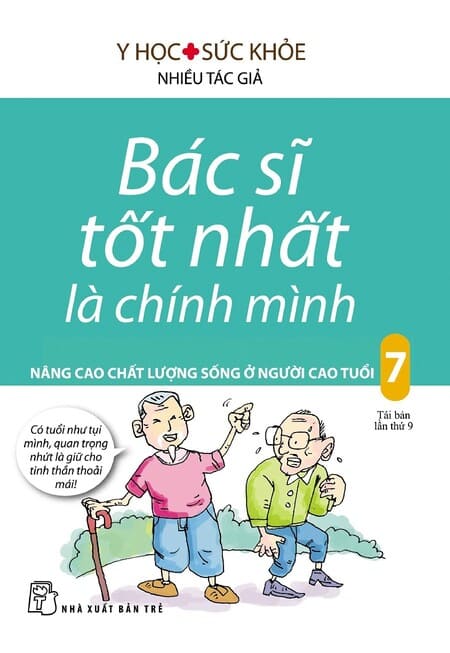 Y HỌC+SỨC KHỎE
NHIỀU TÁC GIẢ
Bác sĩ
tốt nhất
là chính mình
NÂNG CAO CHẤT LƯỢNG SỐNG Ở NGƯỜI CAO TUỔI 7
Tái bản
lần thứ 9
Có tuổi như tụi
mình, quan trọng
nhứt là giữ cho
tinh thần thoải
mái!
NHÀ XUẤT BẢN TRẺ